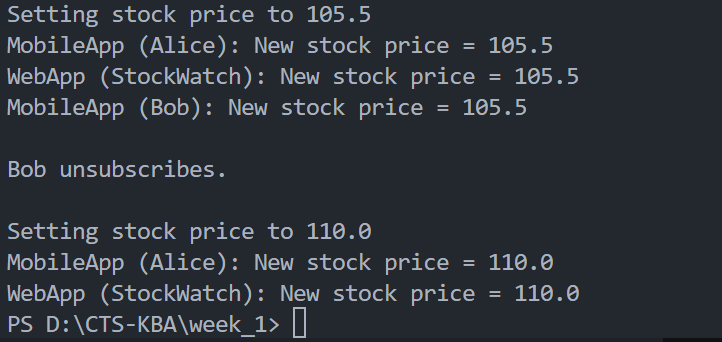 Setting stock price to 105.5
MobileApp (Alice): New stock price = 105.5
WebApp (StockWatch): New stock price = 105.5
MobileApp (Bob): New stock price = 105.5
Bob unsubscribes.
Setting stock price to 110.0
MobileApp (Alice): New stock price = 110.0
WebApp (StockWatch): New stock price = 110.0
PS D:\CTS-KBA\week_1>